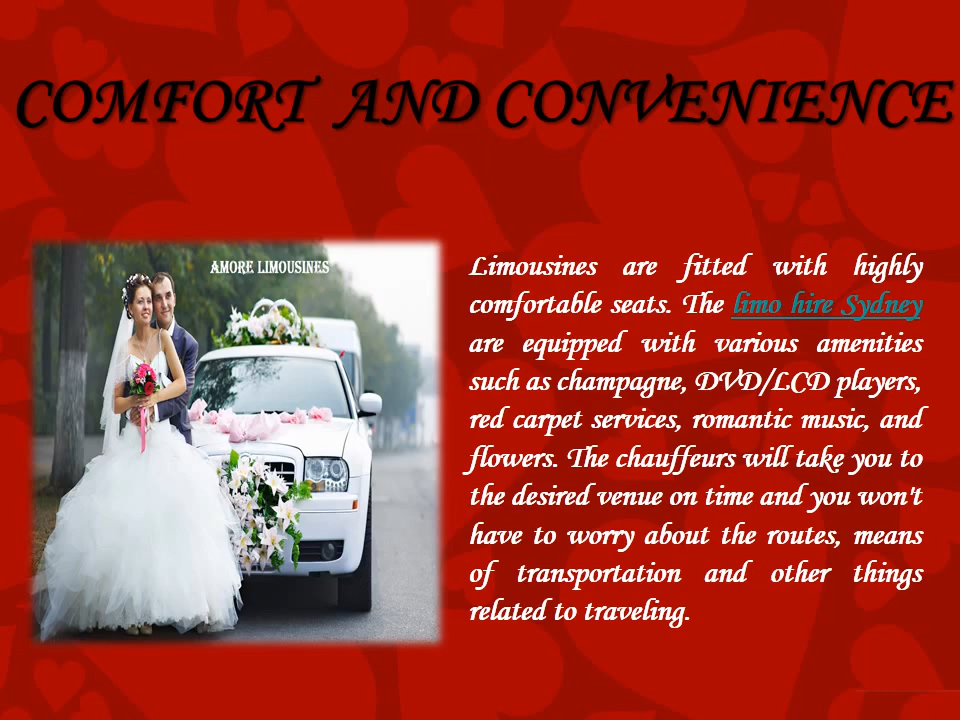 COMFORT AND CONVENIENCE
AMORE LIMOUSINES
Limousines are fitted with highly
comfortable seats. The limo hire Sydney
are equipped with various amenities
such as champagne, DVD/LCD players,
red carpet services, romantic music, and
flowers. The chauffeurs will take you to
the desired venue on time and you won't
have to worry about the routes, means
of transportation and other things
related to traveling.